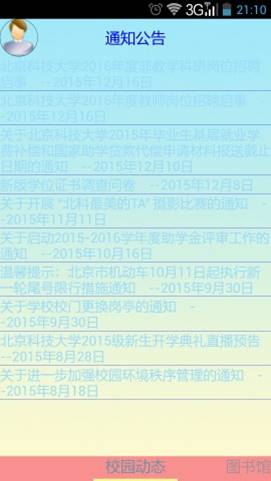 3G 21:10
通知公告
北京科技大学2016年度非教学科研岗位招聘
启事 --2015年12月16日
北京科技大学2016年度教师岗位招聘启事 -
-2015年12月16日
关于北京科技大学2015年毕业生基层就业学
费补偿和国家助学贷款代偿申请材料报送截止
日期的通知 --2015年12月10日
新版学位证书调查问卷 --2015年12月8日
关于开展 "北科最美的TA" 摄影比赛的通知 -
-2015年11月11日
关于启动2015-2016学年度助学金评审工作的
通知 --2015年10月10日
温馨提示：北京市机动车10月11日起执行新
一轮尾号限行措施通知 --2015年9月30日
关于学校校门更换岗亭的通知 -
-2015年9月30日
北京科技大学2015级新生开学典礼直播预告
--2015年8月28日
关于进一步加强校园环境秩序管理的通知 -
-2015年8月18日
校园动态 图书馆